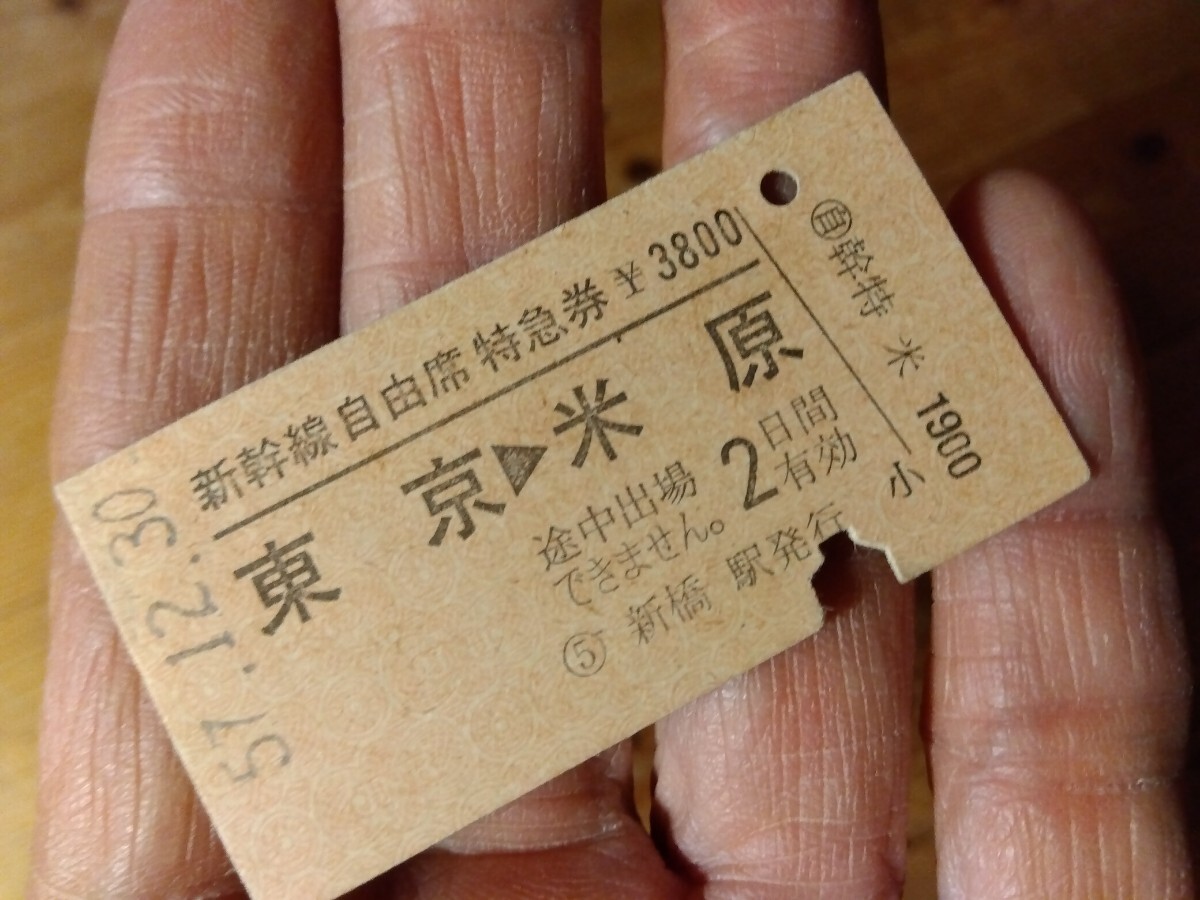 新幹線自由席特急券 ¥3800
東京▶米原
途中出場
できません。
2日間
有効
⑤ 新橋駅発行
57.12.30
㊀幹特
米
1900
小